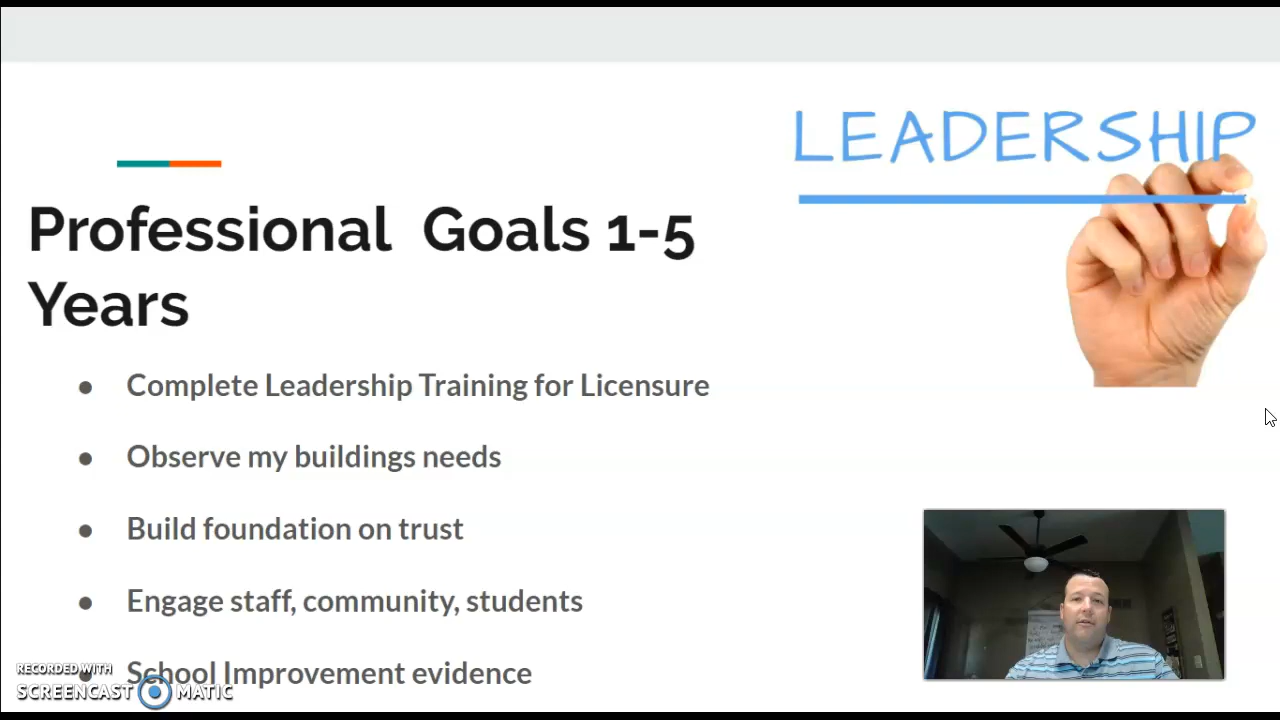 LEADERSHIP
Professional Goals 1-5
Years
● Complete Leadership Training for Licensure
● Observe my buildings needs
● Build foundation on trust
● Engage staff, community, students
● School Improvement evidence
RECORDED WITH
SCREENCAST MATIC